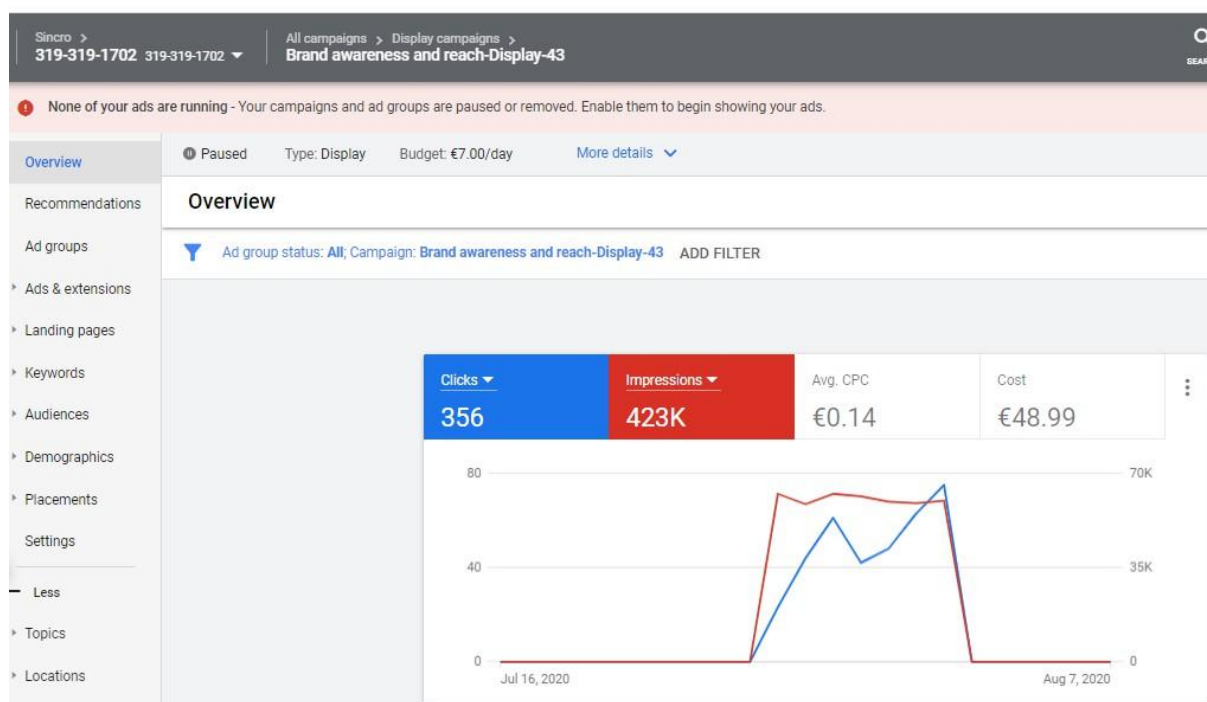 Sincro >
319-319-1702 319-319-1702
All campaigns > Display campaigns >
Brand awareness and reach-Display-43
None of your ads are running - Your campaigns and ad groups are paused or removed. Enable them to begin showing your ads.
Overview
Recommendations
Ad groups
Ads & extensions
Landing pages
Keywords
Audiences
Demographics
Placements
Settings
Less
Topics
Locations
Paused Type: Display Budget: €7.00/day More details
Overview
Ad group status: All; Campaign: Brand awareness and reach-Display-43 ADD FILTER
Clicks Impressions Avg. CPC Cost
356 423K €0.14 €48.99
80 70K
40 35K
0 0
Jul 16, 2020 Aug 7, 2020